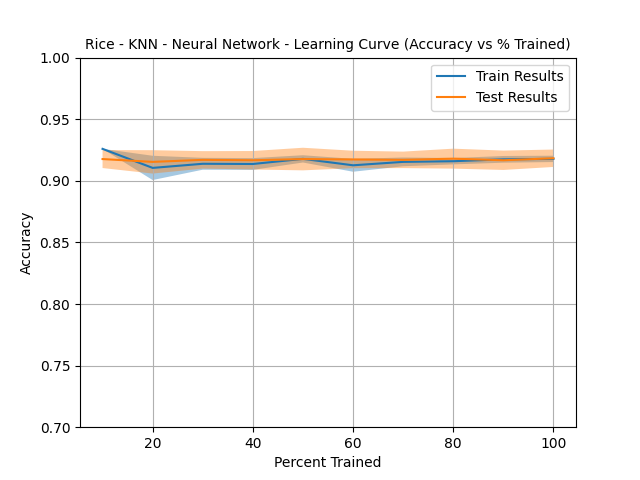 Rice - KNN - Neural Network - Learning Curve (Accuracy vs % Trained)
1.00
Train Results
Test Results
0.95
0.90
0.85
Accuracy
0.80
0.75
0.70
20
40
60
80
100
Percent Trained